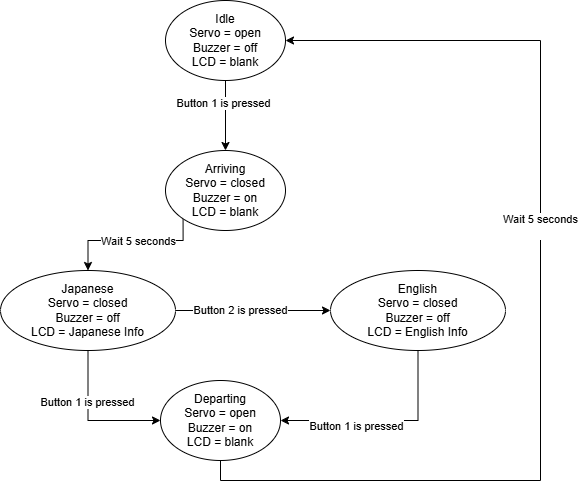 Idle
Servo = open
Buzzer = off
LCD = blank
Button 1 is pressed
Arriving
Servo = closed
Buzzer = on
LCD = blank
Wait 5 seconds
Wait 5 seconds
Japanese
Servo = closed
Buzzer = off
LCD = Japanese Info
Button 2 is pressed
English
Servo = closed
Buzzer = off
LCD = English Info
Button 1 is pressed
Departing
Servo = open
Buzzer = on
LCD = blank
Button 1 is pressed